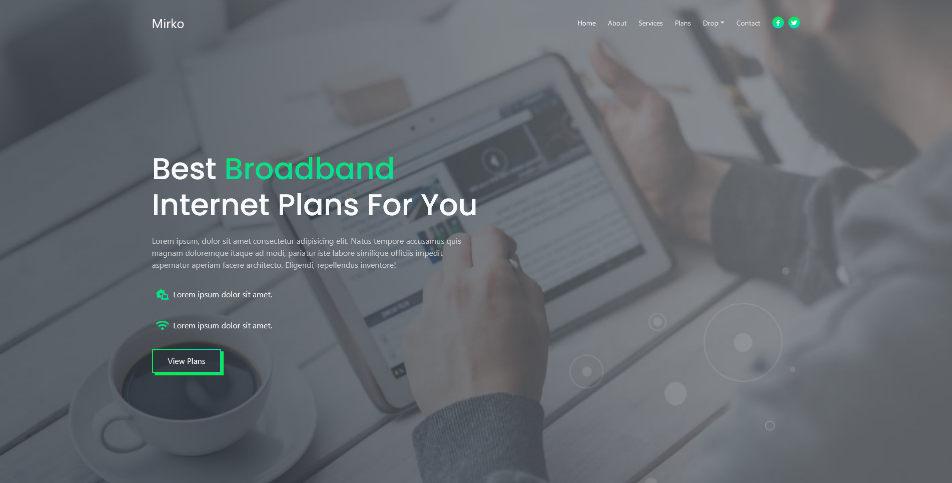 Mirko
Home About Services Plans Drop Contact
Best Broadband
Internet Plans For You
Lorem ipsum, dolor sit amet consectetur adipisicing elit. Natus tempore accusamus quis
magnam doloremque itaque ad modi, pariatur iste labore similique officiis impedit
aspernatur aperiam facere architecto. Eligendi, repellendus inventore!
Lorem ipsum dolor sit amet.
Lorem ipsum dolor sit amet.
View Plans